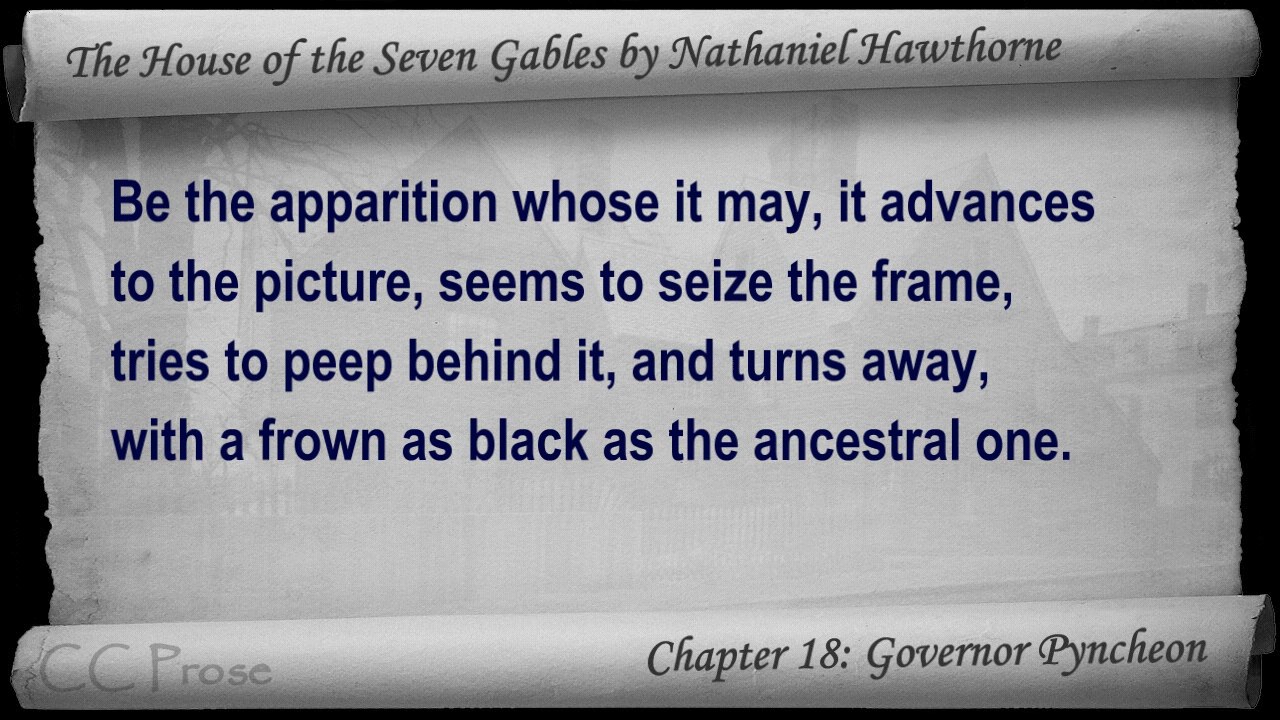 The House of the Seven Gables by Nathaniel Hawthorne
Be the apparition whose it may, it advances
to the picture, seems to seize the frame,
tries to peep behind it, and turns away,
with a frown as black as the ancestral one.
CC Prose
Chapter 18: Governor Pyncheon